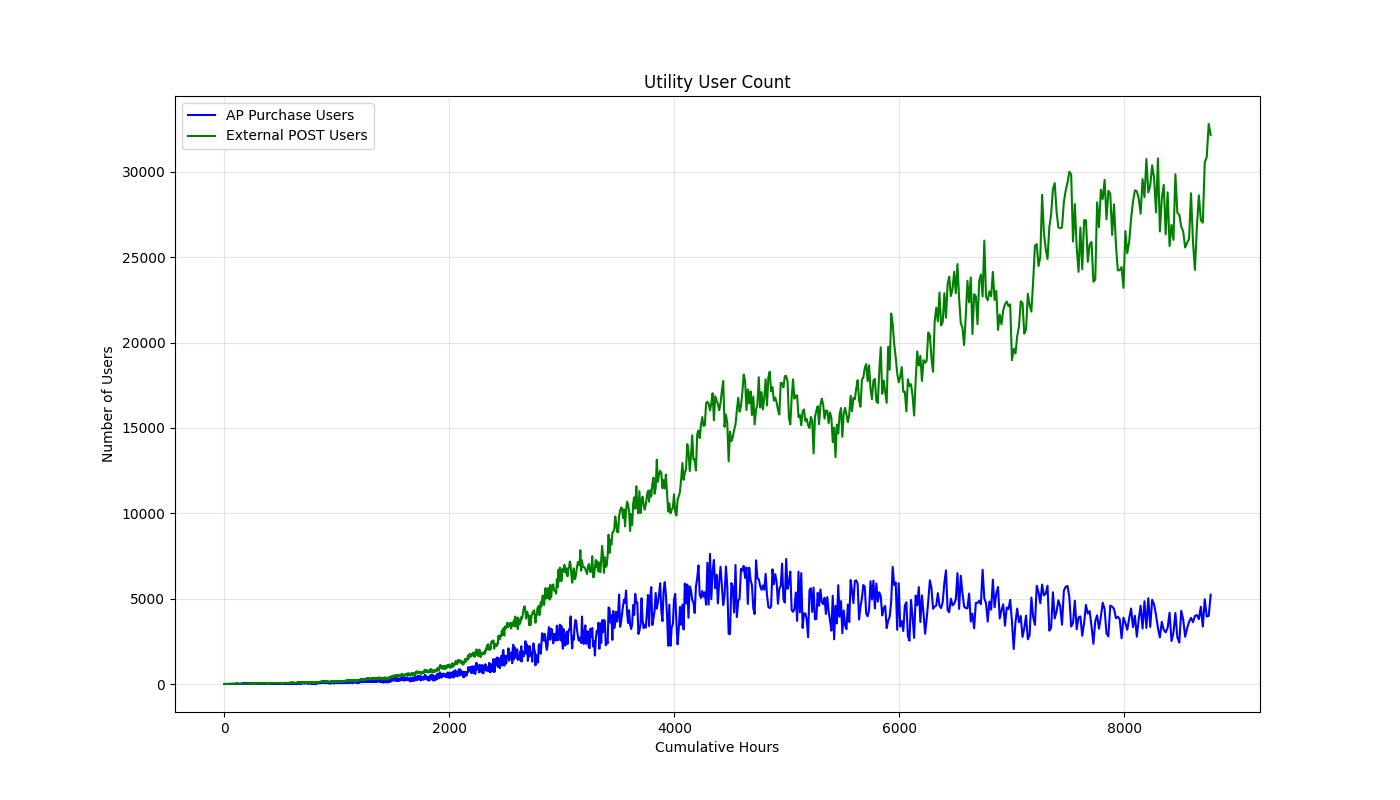 Utility User Count
AP Purchase Users
External POST Users
30000
25000
20000
15000
10000
5000
0
Number of Users
0 2000 4000 6000 8000
Cumulative Hours